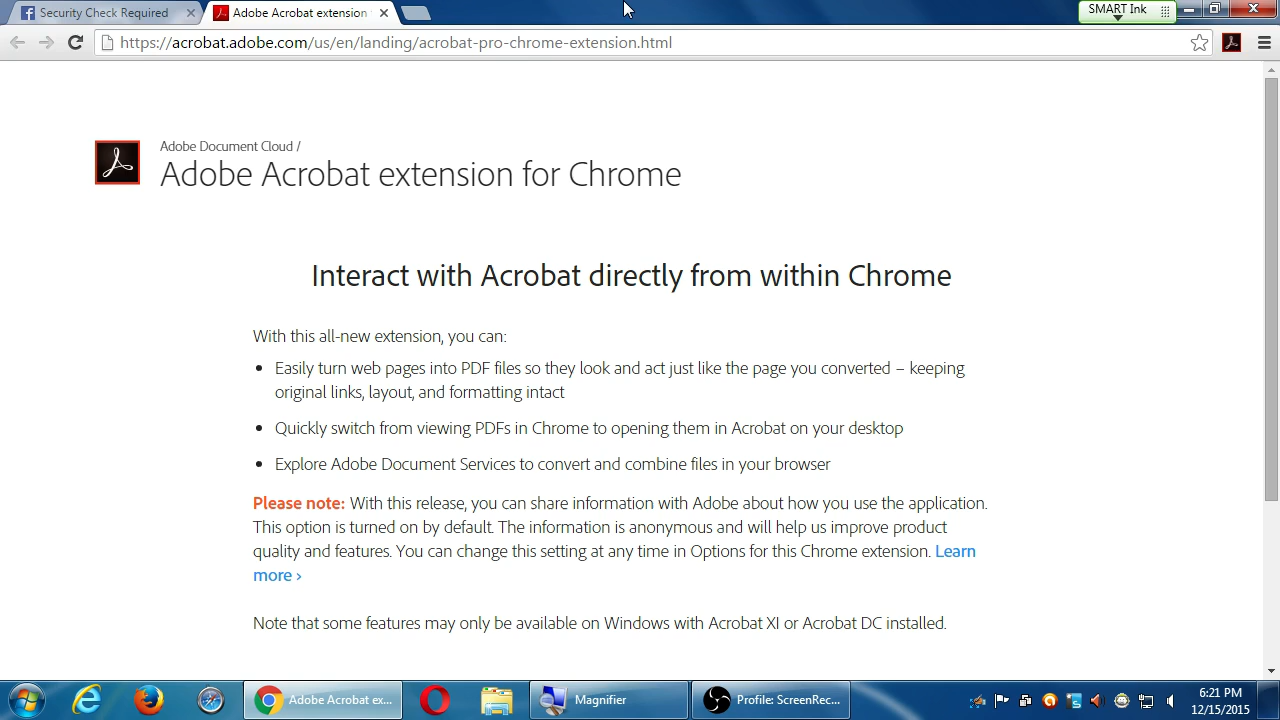 Security Check Required
Adobe Acrobat extension
SMART Ink
https://acrobat.adobe.com/us/en/landing/acrobat-pro-chrome-extension.html
Adobe Document Cloud /
Adobe Acrobat extension for Chrome
Interact with Acrobat directly from within Chrome
With this all-new extension, you can:
• Easily turn web pages into PDF files so they look and act just like the page you converted – keeping
original links, layout, and formatting intact
• Quickly switch from viewing PDFs in Chrome to opening them in Acrobat on your desktop
• Explore Adobe Document Services to convert and combine files in your browser
Please note: With this release, you can share information with Adobe about how you use the application.
This option is turned on by default. The information is anonymous and will help us improve product
quality and features. You can change this setting at any time in Options for this Chrome extension. Learn
more ›
Note that some features may only be available on Windows with Acrobat XI or Acrobat DC installed.
Adobe Acrobat ex...
Magnifier
Profile: ScreenRec...
6:21 PM
12/15/2015